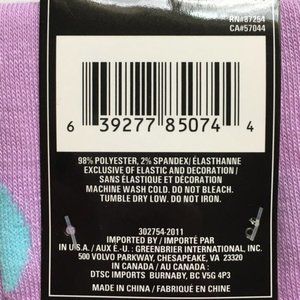 RN#87254
CA#57044
6 39277 85074 4
98% POLYESTER, 2% SPANDEX/ÉLASTHANNE
EXCLUSIVE OF ELASTIC AND DECORATION/
SANS ÉLASTIQUE ET DÉCORATION
MACHINE WASH COLD. DO NOT BLEACH.
TUMBLE DRY LOW. DO NOT IRON.
302754-2011
IMPORTED BY / IMPORTÉ PAR
IN U.S.A. / AUX É.-U. : GREENBRIER INTERNATIONAL, INC.
500 VOLVO PARKWAY, CHESAPEAKE, VA 23320
IN CANADA / AU CANADA :
DTSC IMPORTS, BURNABY, BC V5G 4P3
MADE IN CHINA / FABRIQUÉ EN CHINE